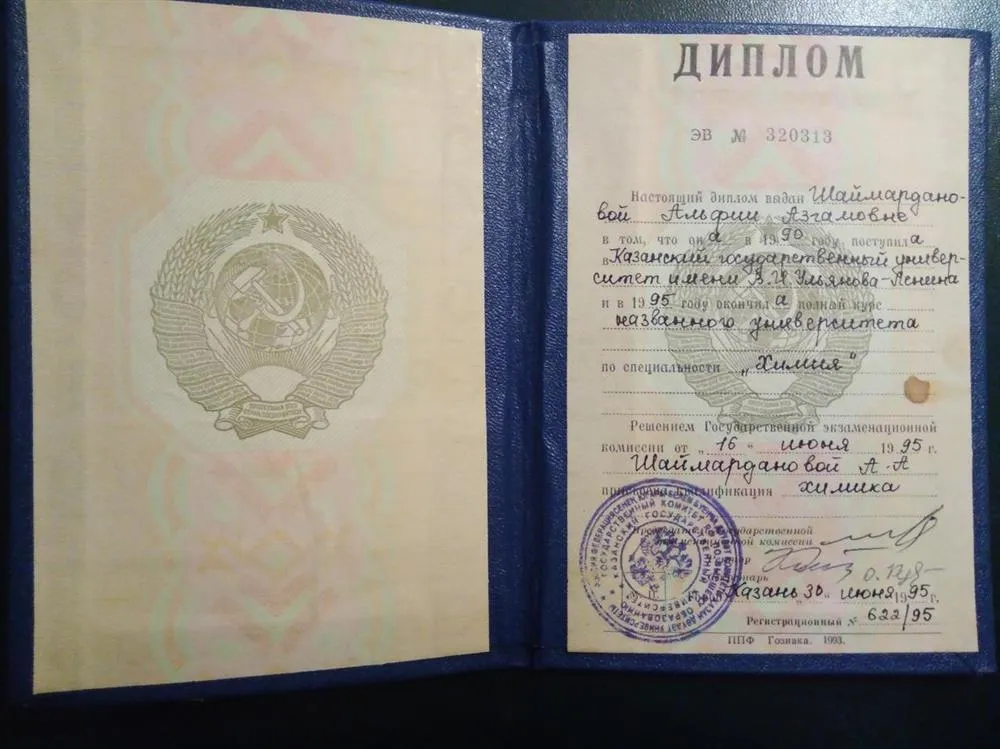 ДИПЛОМ
ЭВ № 320313
Настоящий диплом выдан Шаймардано-
вой Альфии Азгамовне
в том, что она в 1990 году поступила
в Казанский государственный универ-
ситет имени В.И Ульянова-Ленина
и в 1995 году окончила полный курс
названного университета
по специальности „Химия"
Решением Государственной экзаменационной
комиссии от „16 " июня 1995 г.
Шаймардановой А.А
присвоена квалификация химика
Председатель Государственной
экзаменационной комиссии
Казань 30 " июня 1995 г.
Регистрационный № 622/95
ППФ Гознака. 1993.